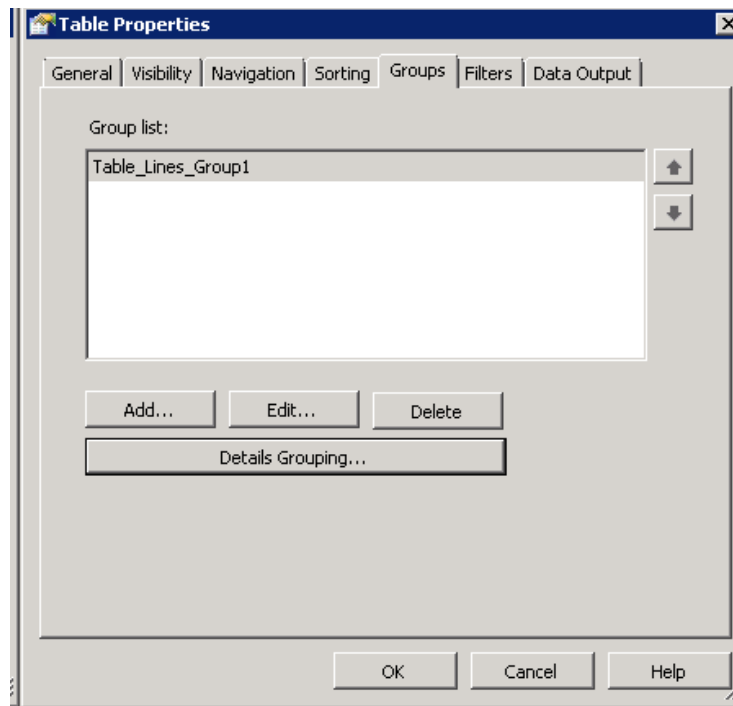 Table Properties
General Visibility Navigation Sorting Groups Filters Data Output
Group list:
Table_Lines_Group1
Add... Edit... Delete
Details Grouping...
OK Cancel Help